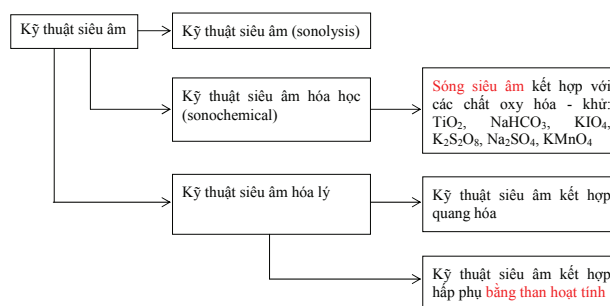 Kỹ thuật siêu âm
Kỹ thuật siêu âm (sonolysis)
Kỹ thuật siêu âm hóa học
(sonochemical)
Sóng siêu âm kết hợp với
các chất oxy hóa - khử:
TiO₂, NaHCO₃, KIO₄,
K₂S₂O₈, Na₂SO₄, KMnO₄
Kỹ thuật siêu âm hóa lý
Kỹ thuật siêu âm kết hợp
quang hóa
Kỹ thuật siêu âm kết hợp
hấp phụ bằng than hoạt tính